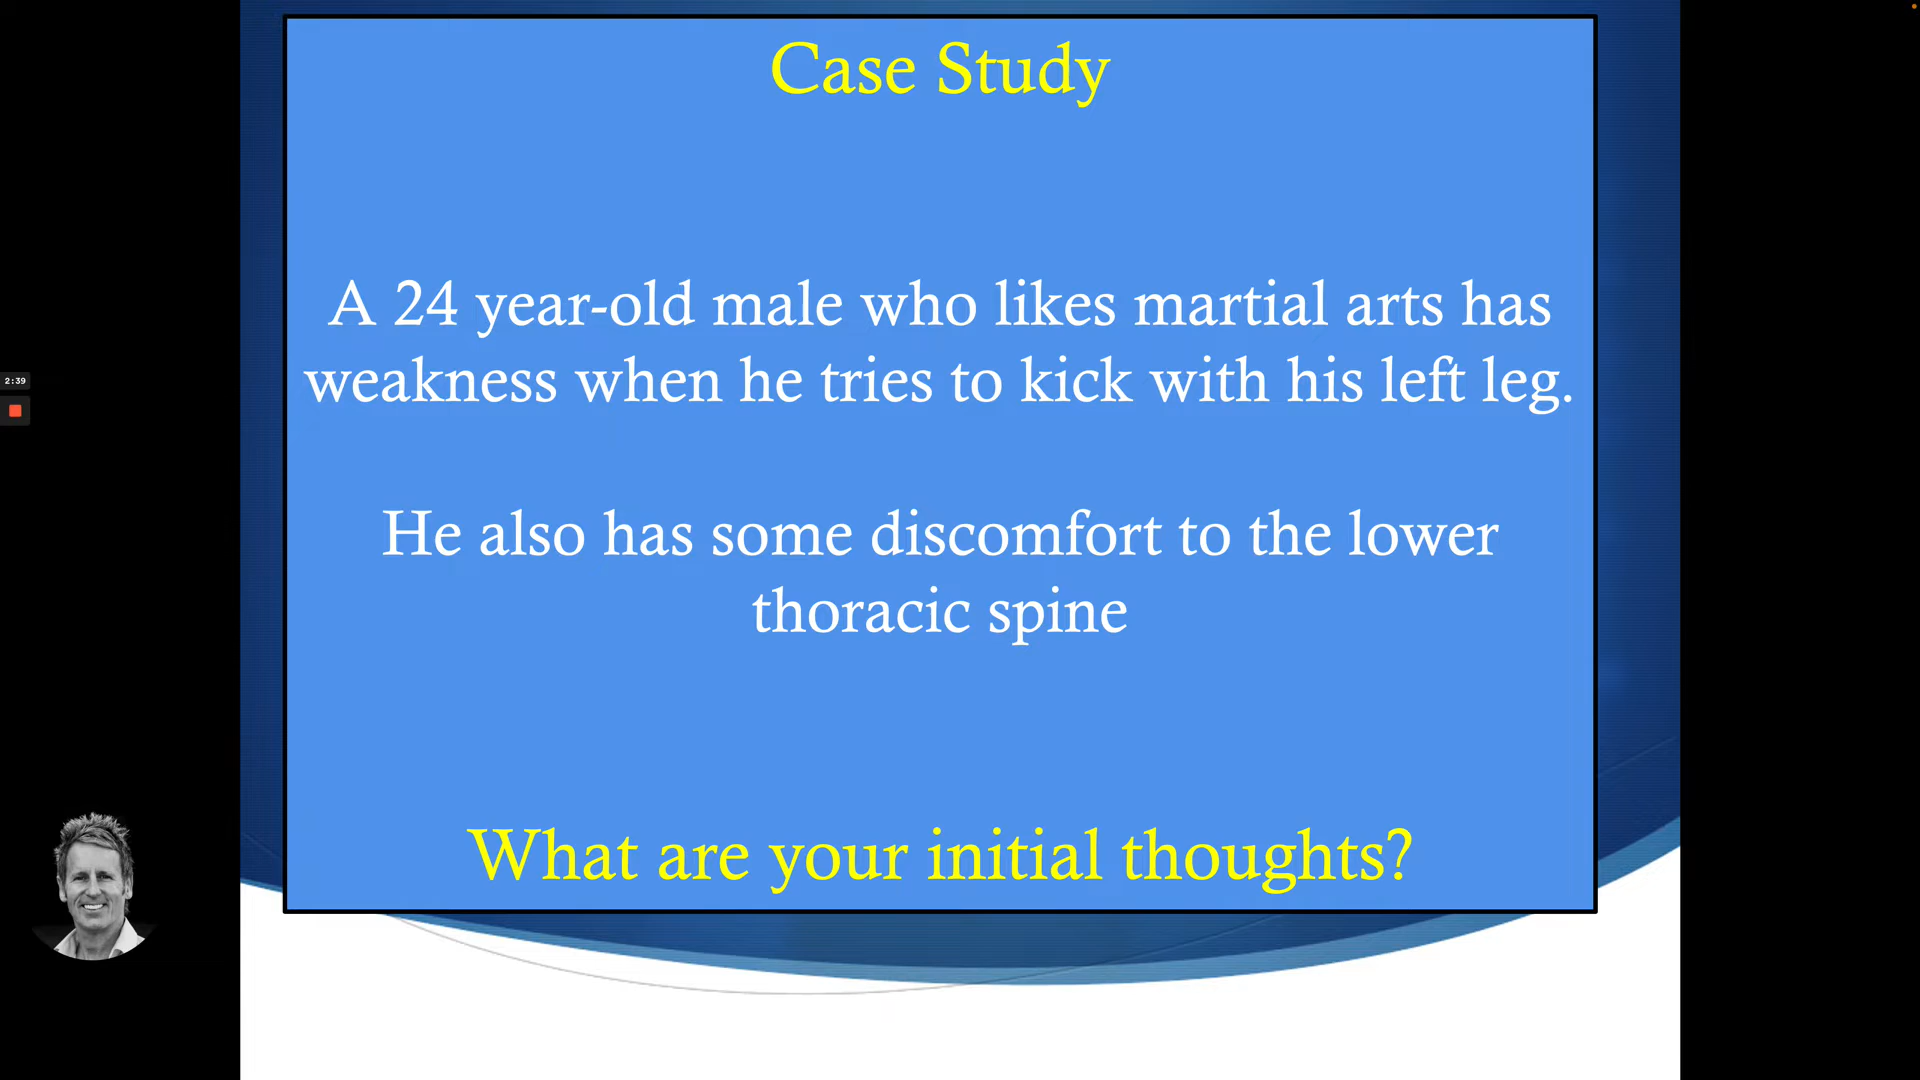 Case Study
A 24 year-old male who likes martial arts has
weakness when he tries to kick with his left leg.
He also has some discomfort to the lower
thoracic spine
2:39
What are your initial thoughts?